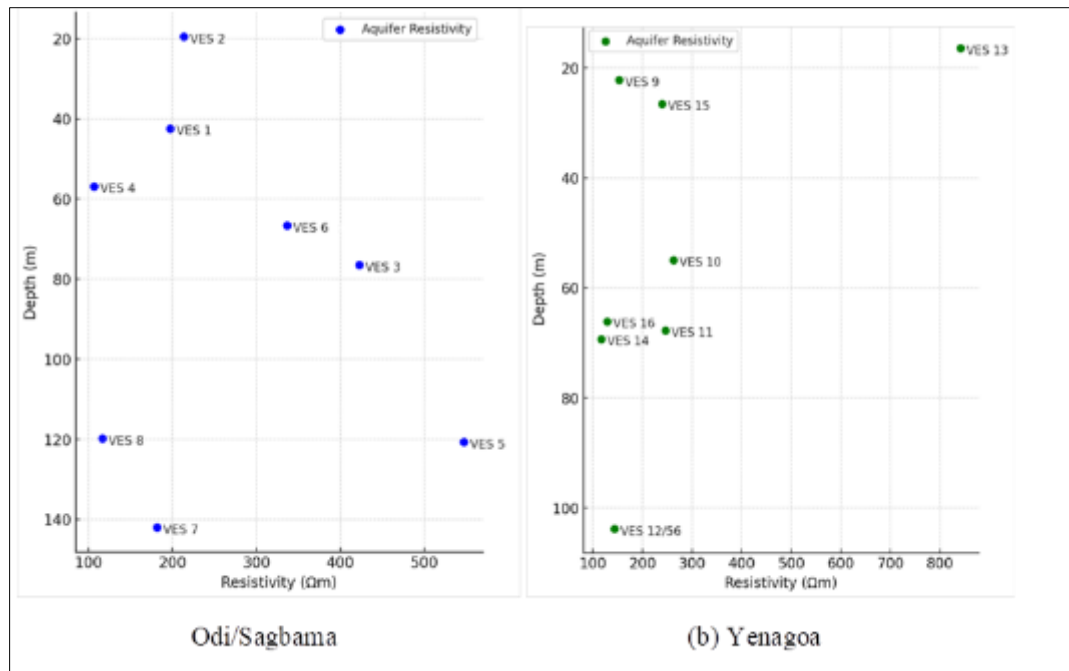 Aquifer Resistivity
VES 2
VES 1
VES 4
VES 6
VES 3
VES 8
VES 5
VES 7
20
40
60
80
100
120
140
Depth (m)
100
200
300
400
500
Resistivity (Ωm)
Odi/Sagbama
Aquifer Resistivity
VES 13
VES 9
VES 15
VES 10
VES 16
VES 11
VES 14
VES 12/56
20
40
60
80
100
Depth (m)
100
200
300
400
500
600
700
800
Resistivity (Ωm)
(b) Yenagoa